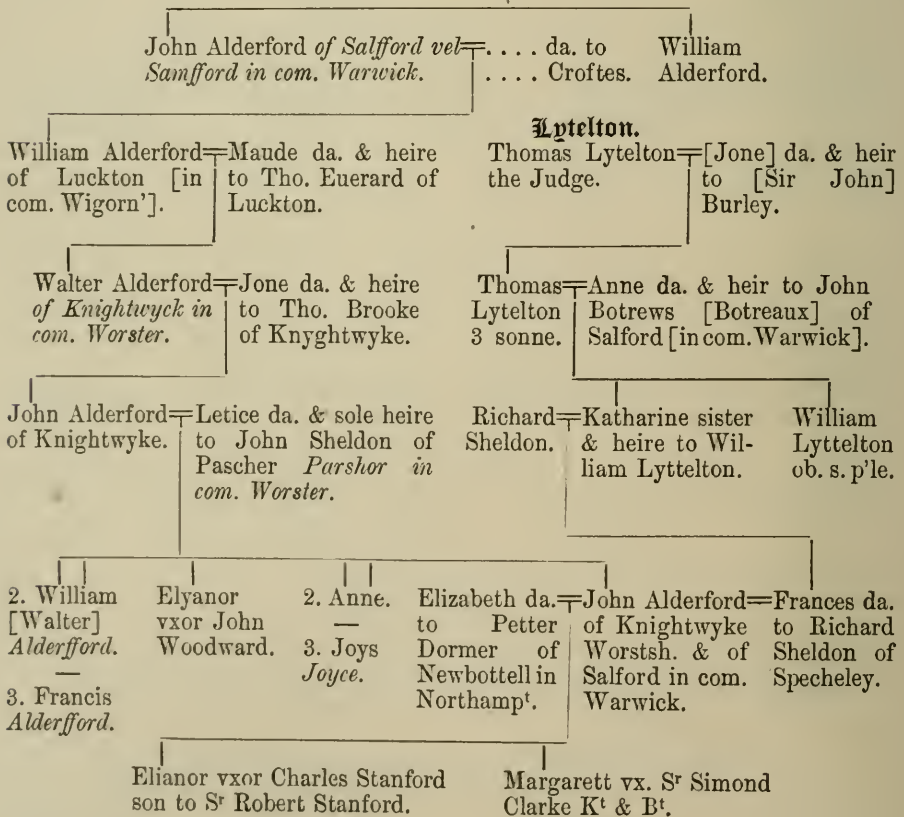 John Alderford of Salfford vel
Samfford in com. Warwick.
. . . . da. to
. . . . Croftes.
William
Alderford.
William Alderford
of Luckton [in
com. Wigorn'].
Maude da. & heire
to Tho. Euerard of
Luckton.
Lytelton.
Thomas Lytelton
the Judge.
[Jone] da. & heir
to [Sir John]
Burley.
Walter Alderford
of Knightwyck in
com. Worster.
Jone da. & heire
to Tho. Brooke
of Knyghtwyke.
Thomas
Lytelton
3 sonne.
Anne da. & heir to John
Botrews [Botreaux] of
Salford [in com. Warwick].
John Alderford
of Knightwyke.
Letice da. & sole heire
to John Sheldon of
Pascher Parshor in
com. Worster.
Richard
Sheldon.
Katharine sister
& heire to Wil-
liam Lyttelton.
William
Lyttelton
ob. s. p'le.
2. William
[Walter]
Alderfford.
—
3. Francis
Alderfford.
Elyanor
vxor John
Woodward.
2. Anne.
—
3. Joys
Joyce.
Elizabeth da.
to Petter
Dormer of
Newbottell in
Northampt.
John Alderford
of Knightwyke
Worstsh. & of
Salford in com.
Warwick.
Frances da.
to Richard
Sheldon of
Specheley.
Elianor vxor Charles Stanford
son to Sr Robert Stanford.
Margarett vx. Sr Simond
Clarke Kt & Bt.